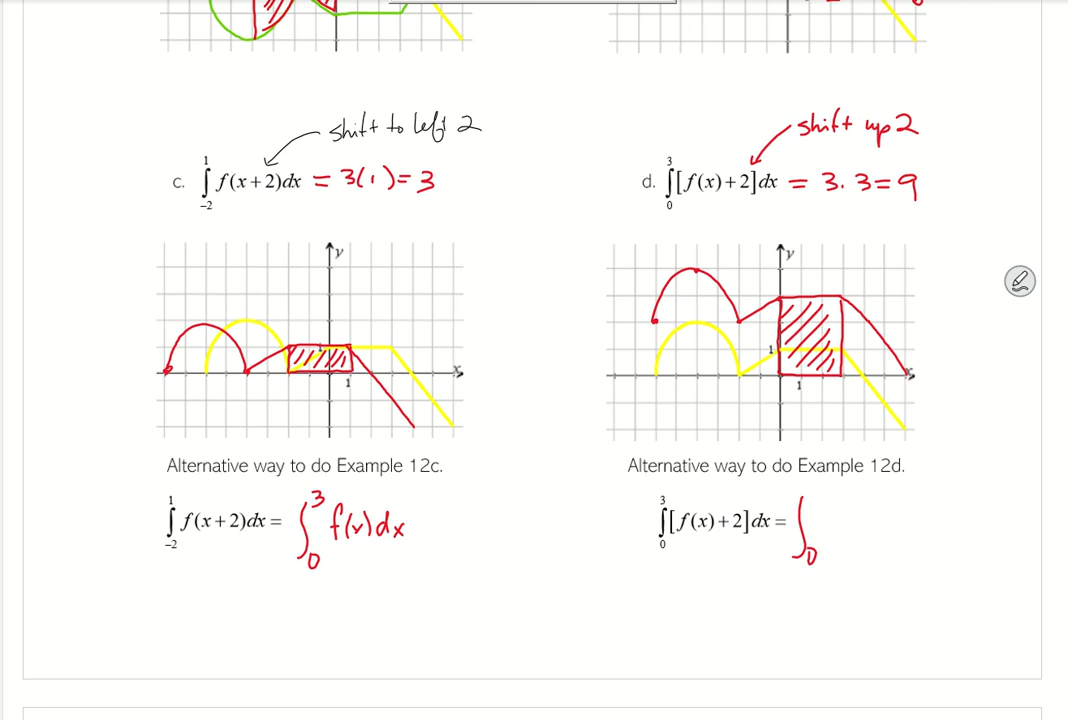 shift to left 2
shift up 2
c. ∫_{-2}^{1} f(x+2)dx = 3(1)=3
d. ∫_{0}^{3} [f(x)+2]dx = 3.3=9
y
y
x
1
1
x
1
1
Alternative way to do Example 12c.
Alternative way to do Example 12d.
∫_{-2}^{1} f(x+2)dx = ∫_{0}^{3} f(x)dx
∫_{0}^{3} [f(x)+2]dx = ∫_{0}